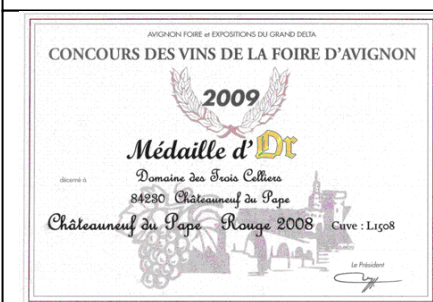 AVIGNON FOIRE et EXPOSITIONS DU GRAND DELTA
CONCOURS DES VINS DE LA FOIRE D'AVIGNON
2009
Médaille d'Or
décerné à
Domaine des Trois Celliers
84230 Châteauneuf du Pape
Châteauneuf du Pape Rouge 2008 Cuve : L1508
Le Président